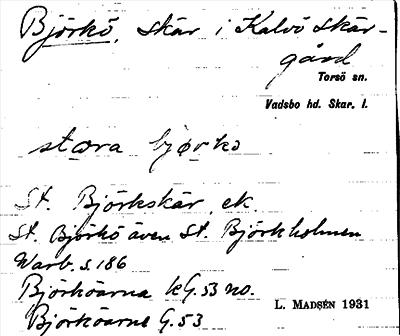 Björkö, skär i Kalvö skär-
gård
Torsö sn.
Vadsbo hd. Skar. l.
stora björkö
St. Björkskär, ek
St. Björkö även St. Björkholmen
Warb. s. 186
Björköarna kG. 53 no.
L. MADSÉN 1931
Björköarne G. 53